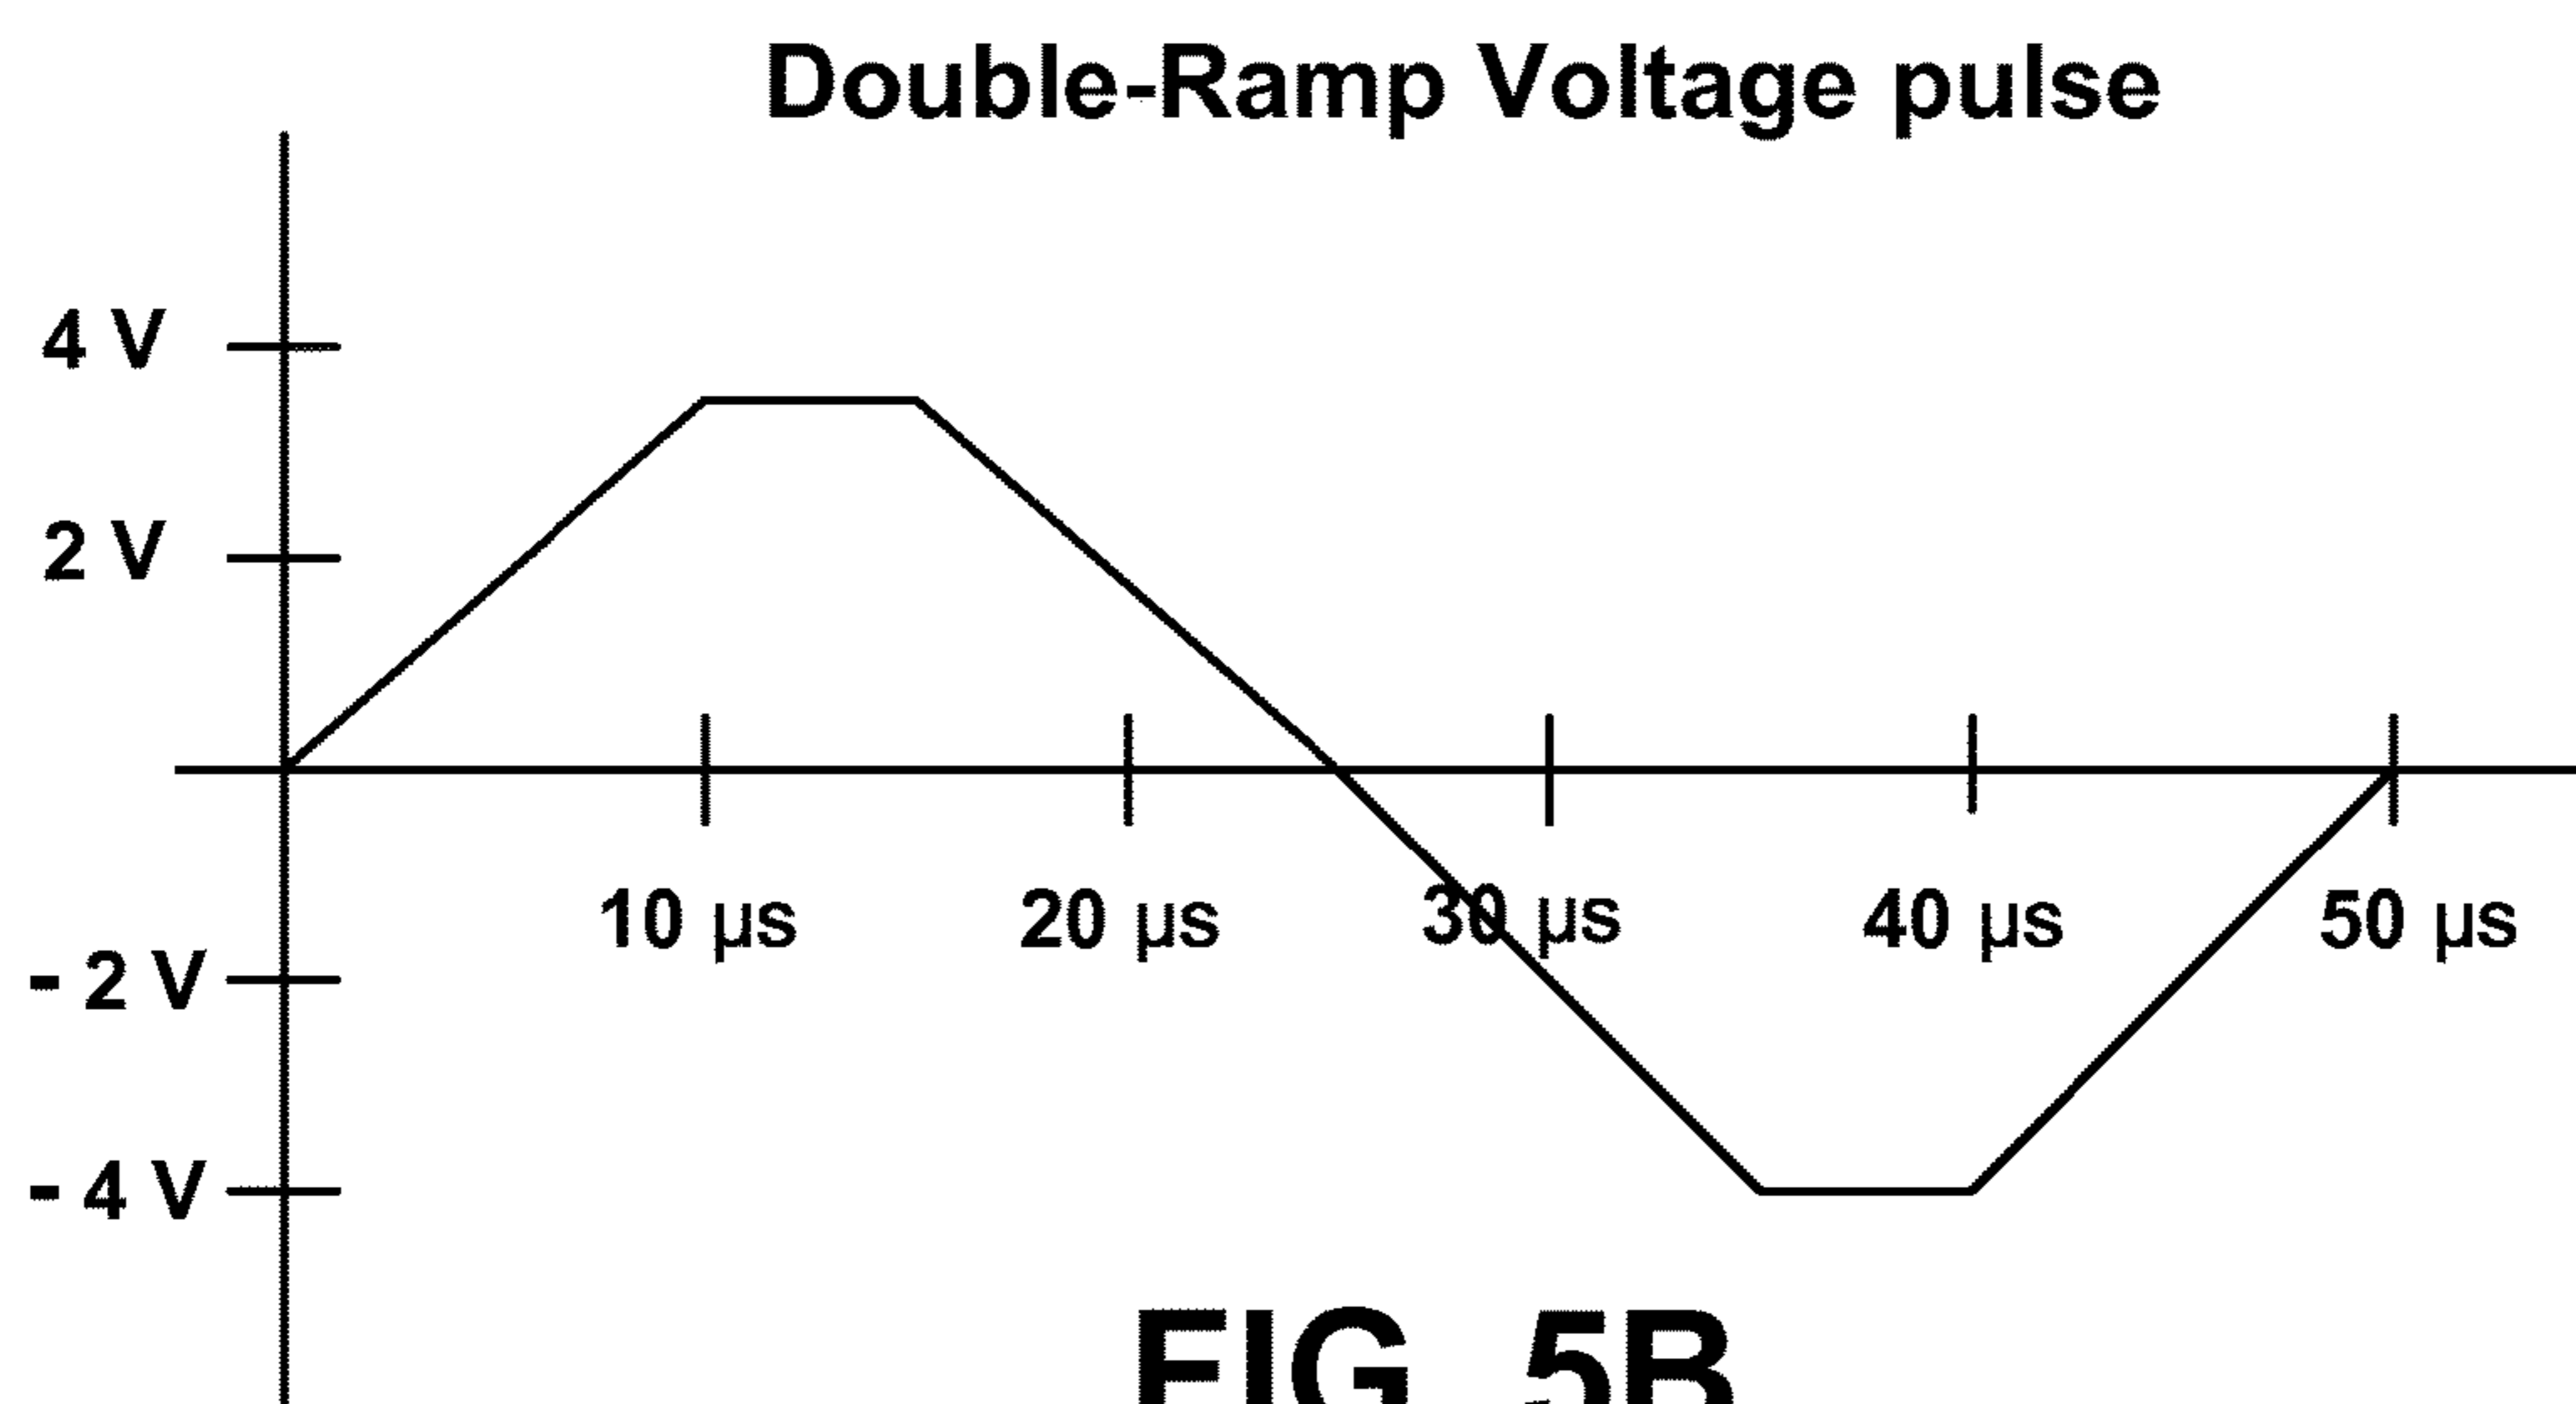 Double-Ramp Voltage pulse
4 V
2 V
10 µs 20 µs 30 µs 40 µs 50 µs
- 2 V
- 4 V
FIG. 5B